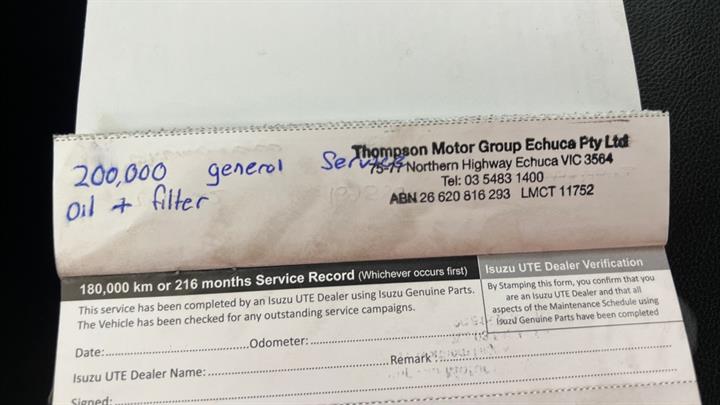 200,000 general Service
Oil + filter
Thompson Motor Group Echuca Pty Ltd
75-77 Northern Highway Echuca VIC 3564
Tel: 03 5483 1400
ABN 26 620 816 293 LMCT 11752
180,000 km or 216 months Service Record (Whichever occurs first)
This service has been completed by an Isuzu UTE Dealer using Isuzu Genuine Parts.
The Vehicle has been checked for any outstanding service campaigns.
Date: Odometer:
Isuzu UTE Dealer Name: Remark:
Signed:
Isuzu UTE Dealer Verification
By Stamping this form, you confirm that you
are an Isuzu UTE Dealer and that all
aspects of the Maintenance Schedule using
Isuzu Genuine Parts have been completed